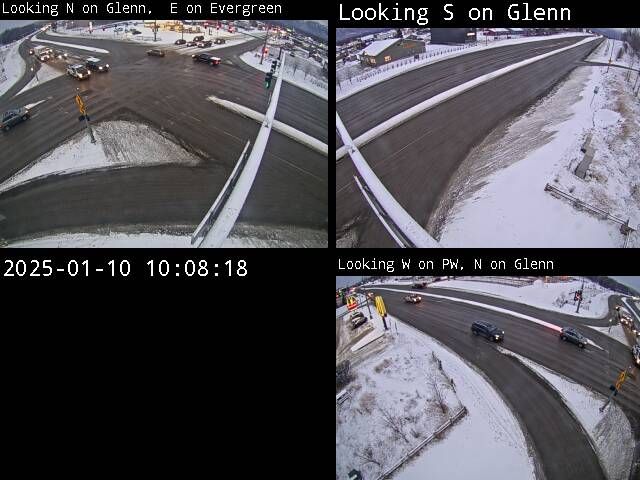 Looking N on Glenn,  E on Evergreen
Looking S on Glenn
2025-01-10 10:08:18
Looking W on PW, N on Glenn